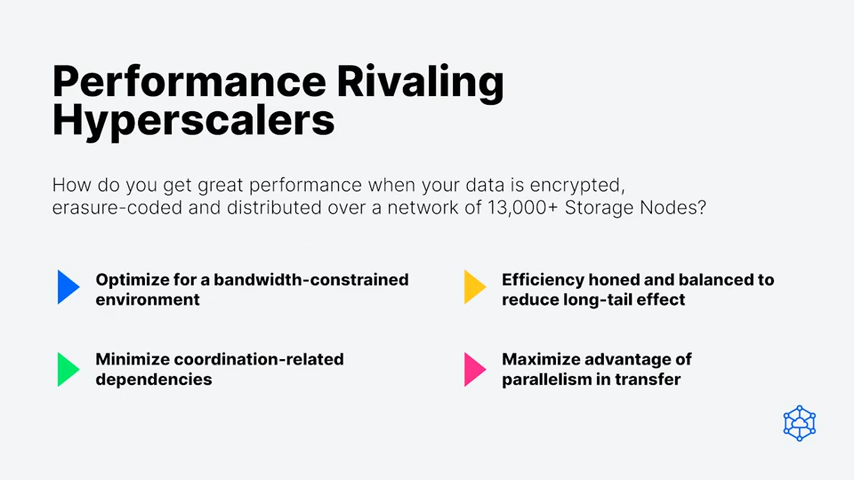 Performance Rivaling
Hyperscalers
How do you get great performance when your data is encrypted,
erasure-coded and distributed over a network of 13,000+ Storage Nodes?
Optimize for a bandwidth-constrained
environment
Efficiency honed and balanced to
reduce long-tail effect
Minimize coordination-related
dependencies
Maximize advantage of
parallelism in transfer